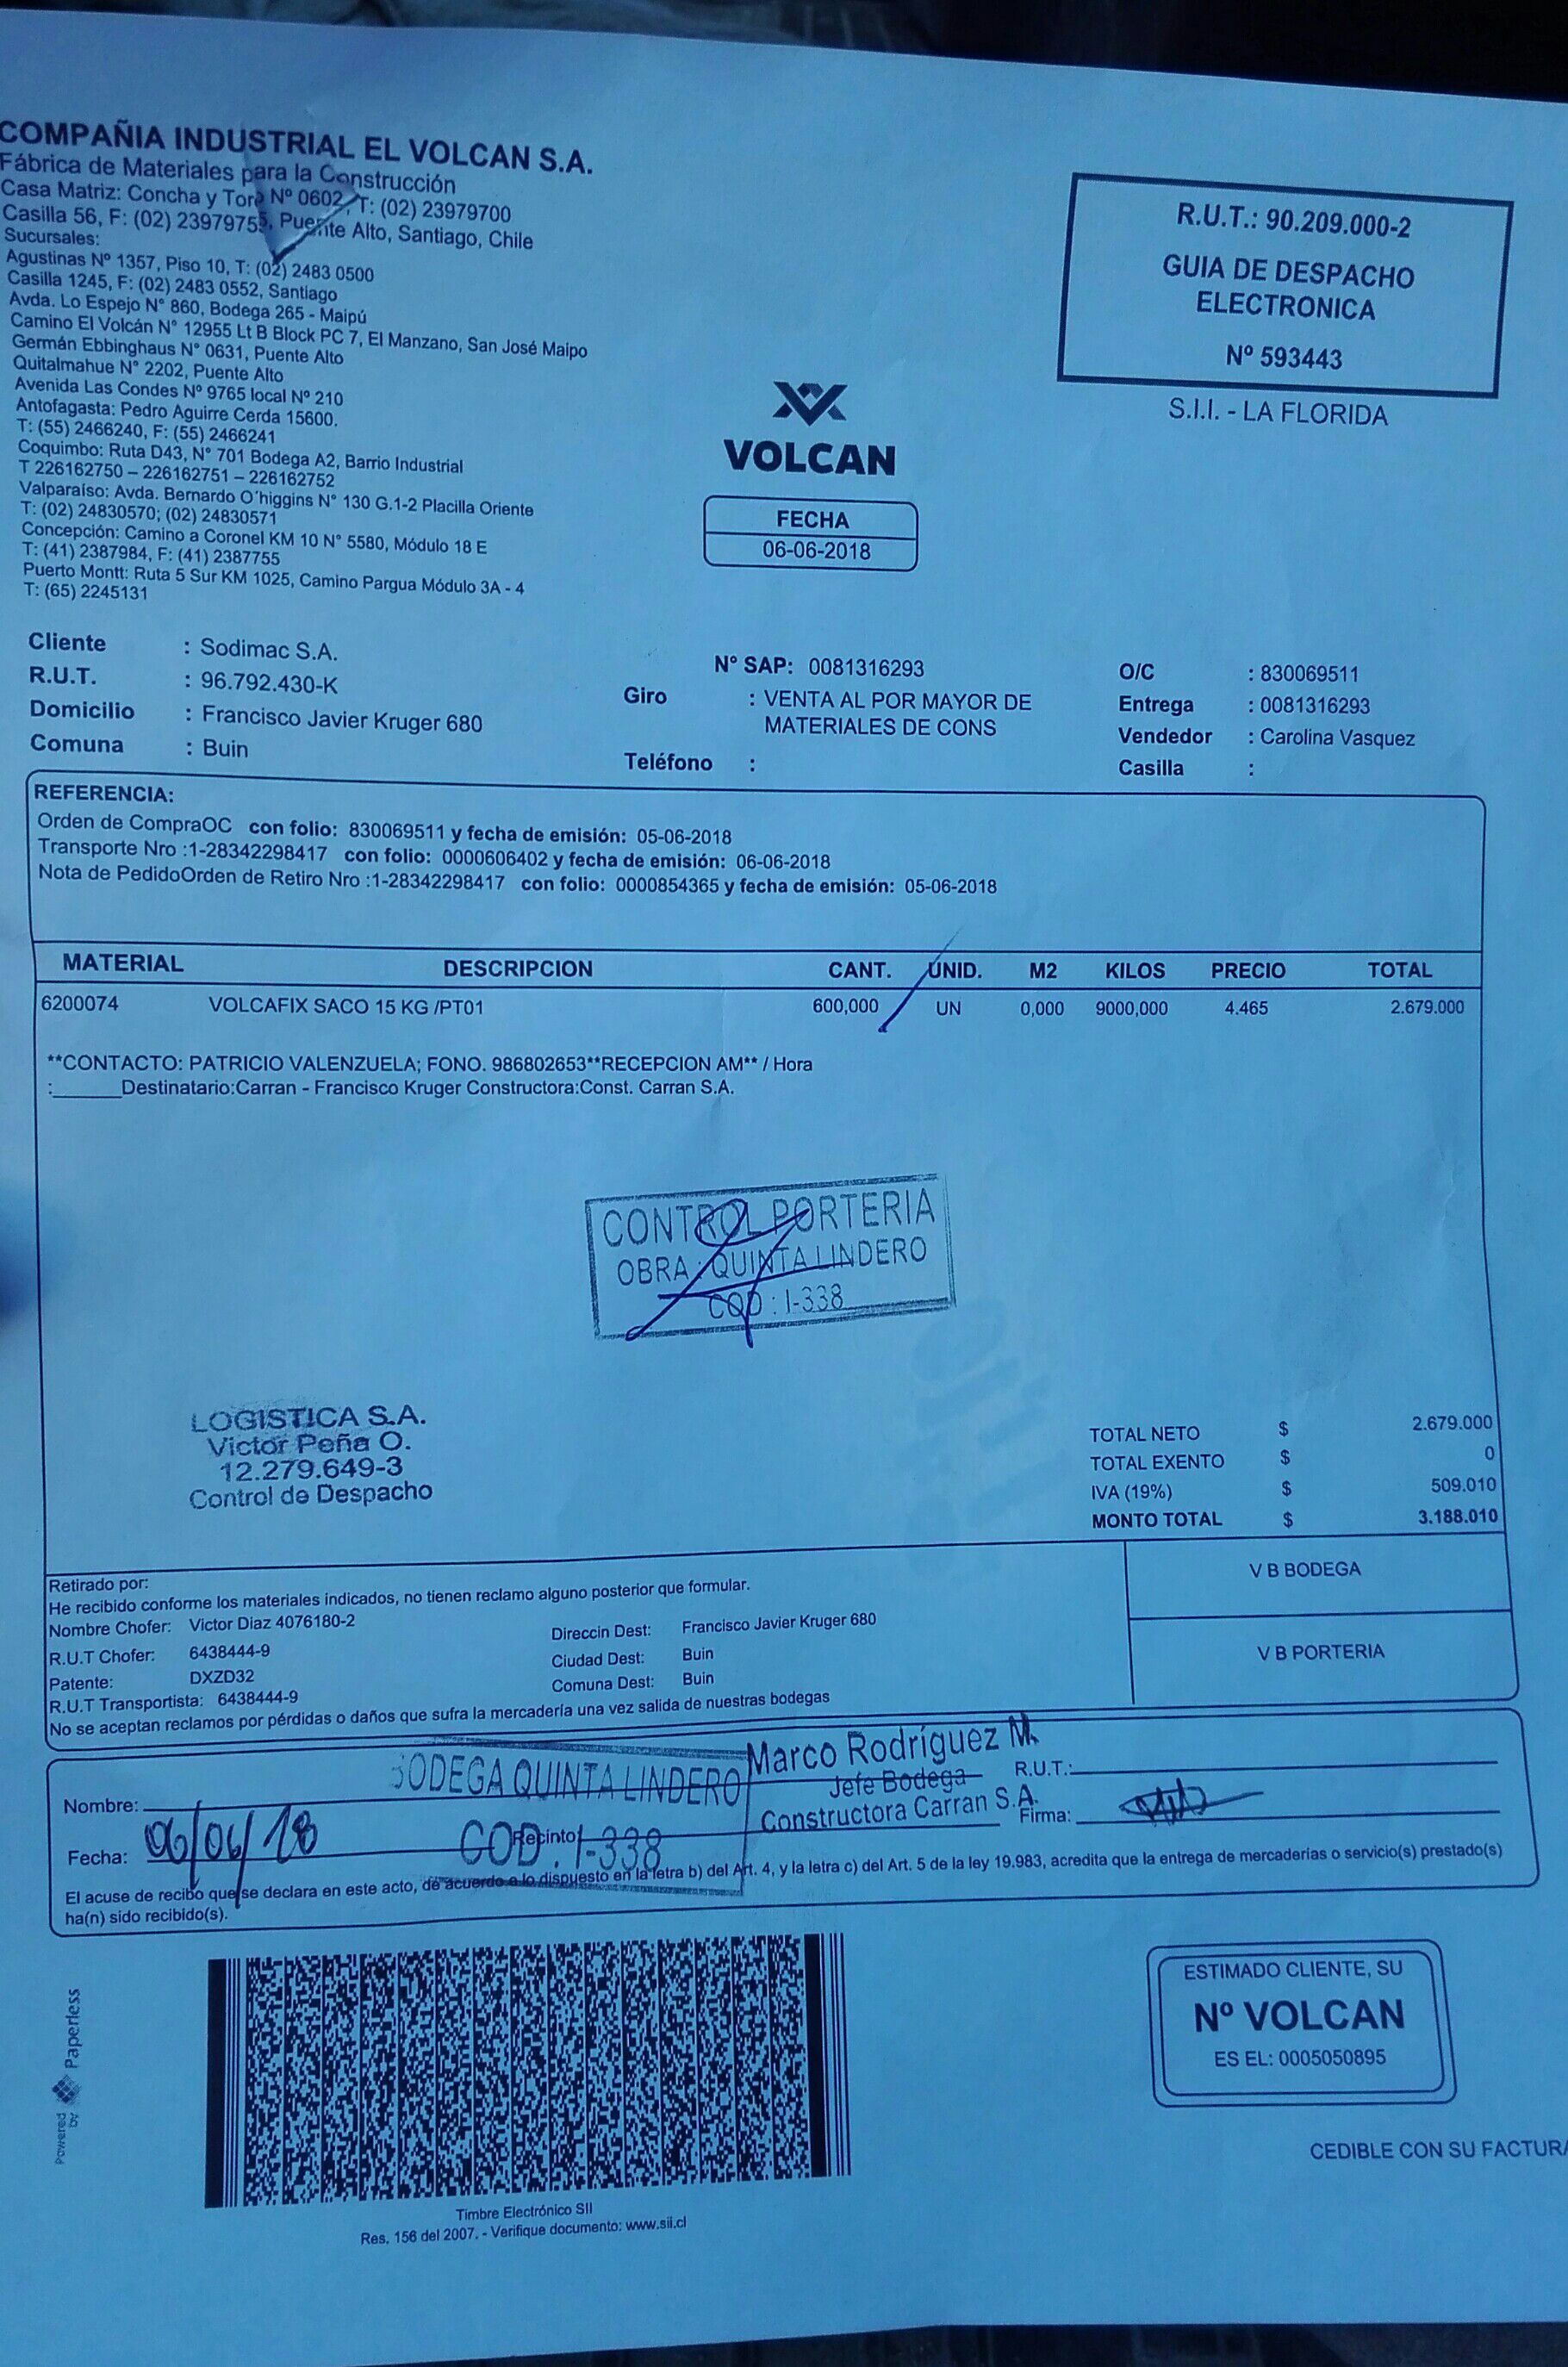 COMPAÑIA INDUSTRIAL EL VOLCAN S.A.
Fábrica de Materiales para la Construcción
Casa Matriz: Concha y Toro Nº 0602, T: (02) 23979700
Casilla 56, F: (02) 23979755, Puente Alto, Santiago, Chile
Sucursales:
Agustinas Nº 1357, Piso 10, T: (02) 2483 0500
Casilla 1245, F: (02) 2483 0552, Santiago
Avda. Lo Espejo N° 860, Bodega 265 - Maipú
Camino El Volcán N° 12955 Lt B Block PC 7, El Manzano, San José Maipo
Germán Ebbinghaus N° 0631, Puente Alto
Quitalmahue N° 2202, Puente Alto
Avenida Las Condes Nº 9765 local Nº 210
Antofagasta: Pedro Aguirre Cerda 15600.
T: (55) 2466240, F: (55) 2466241
Coquimbo: Ruta D43, N° 701 Bodega A2, Barrio Industrial
T 226162750 – 226162751 – 226162752
Valparaíso: Avda. Bernardo O´higgins N° 130 G.1-2 Placilla Oriente
T: (02) 24830570; (02) 24830571
Concepción: Camino a Coronel KM 10 N° 5580, Módulo 18 E
T: (41) 2387984, F: (41) 2387755
Puerto Montt: Ruta 5 Sur KM 1025, Camino Pargua Módulo 3A - 4
T: (65) 2245131
R.U.T.: 90.209.000-2
GUIA DE DESPACHO
ELECTRONICA
Nº 593443
S.I.I. - LA FLORIDA
VOLCAN
FECHA
06-06-2018
Cliente : Sodimac S.A.
R.U.T. : 96.792.430-K
Domicilio : Francisco Javier Kruger 680
Comuna : Buin
N° SAP: 0081316293
Giro : VENTA AL POR MAYOR DE
MATERIALES DE CONS
Teléfono :
O/C : 830069511
Entrega : 0081316293
Vendedor : Carolina Vasquez
Casilla :
REFERENCIA:
Orden de CompraOC con folio: 830069511 y fecha de emisión: 05-06-2018
Transporte Nro :1-28342298417 con folio: 0000606402 y fecha de emisión: 06-06-2018
Nota de PedidoOrden de Retiro Nro :1-28342298417 con folio: 0000854365 y fecha de emisión: 05-06-2018
MATERIAL DESCRIPCION CANT. UNID. M2 KILOS PRECIO TOTAL
6200074 VOLCAFIX SACO 15 KG /PT01 600,000 UN 0,000 9000,000 4.465 2.679.000
**CONTACTO: PATRICIO VALENZUELA; FONO. 986802653**RECEPCION AM** / Hora
:______Destinatario:Carran - Francisco Kruger Constructora:Const. Carran S.A.
CONTROL PORTERIA
OBRA : QUINTA LINDERO
COD : I-338
LOGISTICA S.A.
Victor Peña O.
12.279.649-3
Control de Despacho
TOTAL NETO $ 2.679.000
TOTAL EXENTO $ 0
IVA (19%) $ 509.010
MONTO TOTAL $ 3.188.010
Retirado por:
He recibido conforme los materiales indicados, no tienen reclamo alguno posterior que formular.
Nombre Chofer: Victor Diaz 4076180-2
R.U.T Chofer: 6438444-9
Patente: DXZD32
R.U.T Transportista: 6438444-9
Direccin Dest: Francisco Javier Kruger 680
Ciudad Dest: Buin
Comuna Dest: Buin
No se aceptan reclamos por pérdidas o daños que sufra la mercadería una vez salida de nuestras bodegas
V B BODEGA
V B PORTERIA
BODEGA QUINTA LINDERO
COD : I-338
Marco Rodríguez M.
Jefe Bodega
Constructora Carran S.A.
Nombre:
R.U.T.:
Fecha: 06/06/18
Recinto
Firma:
El acuse de recibo que se declara en este acto, de acuerdo a lo dispuesto en la letra b) del Art. 4, y la letra c) del Art. 5 de la ley 19.983, acredita que la entrega de mercaderías o servicio(s) prestado(s)
ha(n) sido recibido(s).
Powered by Paperless
Timbre Electrónico SII
Res. 156 del 2007. - Verifique documento: www.sii.cl
ESTIMADO CLIENTE, SU
Nº VOLCAN
ES EL: 0005050895
CEDIBLE CON SU FACTURA